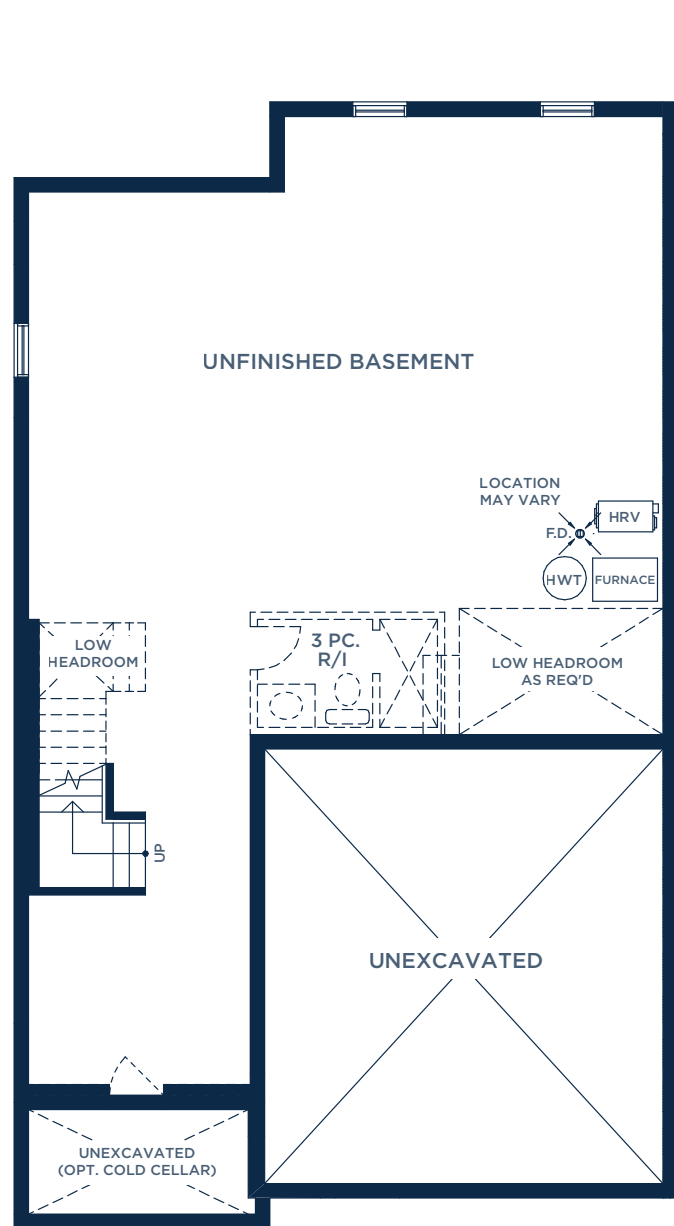 UNFINISHED BASEMENT
LOCATION
MAY VARY
HRV
F.D.
HWT
FURNACE
LOW
HEADROOM
3 PC.
R/I
LOW HEADROOM
AS REQ'D
UP
UNEXCAVATED
UNEXCAVATED
(OPT. COLD CELLAR)